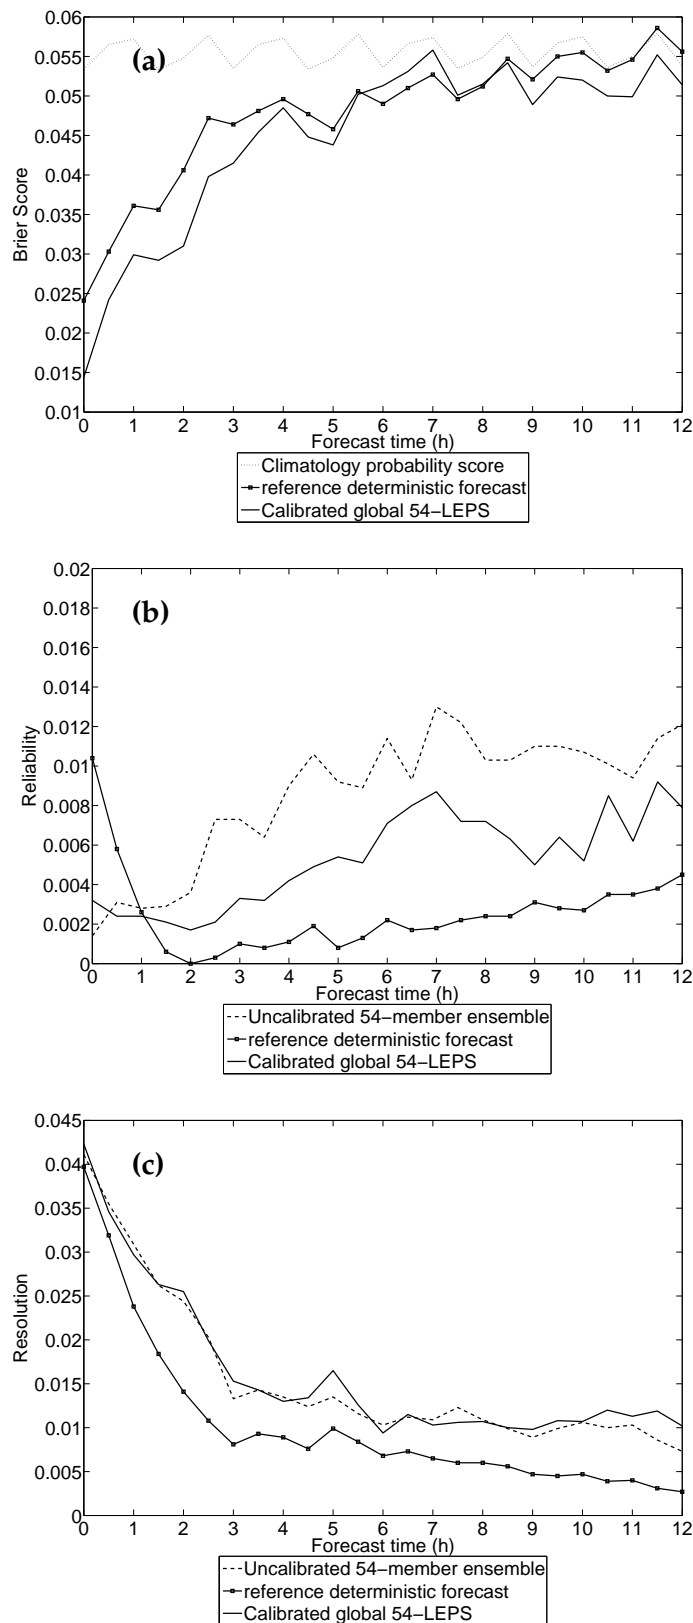 0.06
(a)
0.055
0.05
0.045
0.04
0.035
0.03
0.025
0.02
0.015
0.01
Brier Score
0 1 2 3 4 5 6 7 8 9 10 11 12
Forecast time (h)
Climatology probability score
reference deterministic forecast
Calibrated global 54−LEPS
0.02
(b)
0.018
0.016
0.014
0.012
0.01
0.008
0.006
0.004
0.002
0
Reliability
0 1 2 3 4 5 6 7 8 9 10 11 12
Forecast time (h)
Uncalibrated 54−member ensemble
reference deterministic forecast
Calibrated global 54−LEPS
0.045
(c)
0.04
0.035
0.03
0.025
0.02
0.015
0.01
0.005
0
Resolution
0 1 2 3 4 5 6 7 8 9 10 11 12
Forecast time (h)
Uncalibrated 54−member ensemble
reference deterministic forecast
Calibrated global 54−LEPS